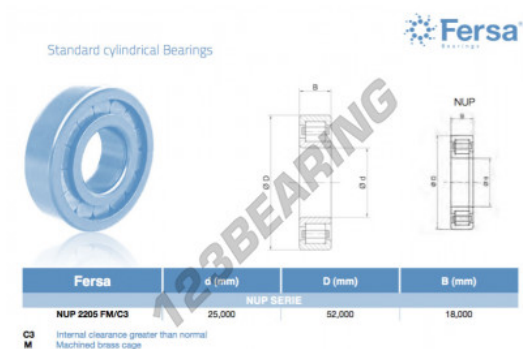 Fersa®
Bearings
Standard cylindrical Bearings
B
NUP
B
Ø D
Ø d
Ø D
Ø d
123BEARING
Fersa d (mm) D (mm) B (mm)
NUP SERIE
NUP 2205 FM/C3 25,000 52,000 18,000
C3 Internal clearance greater than normal
M Machined brass cage